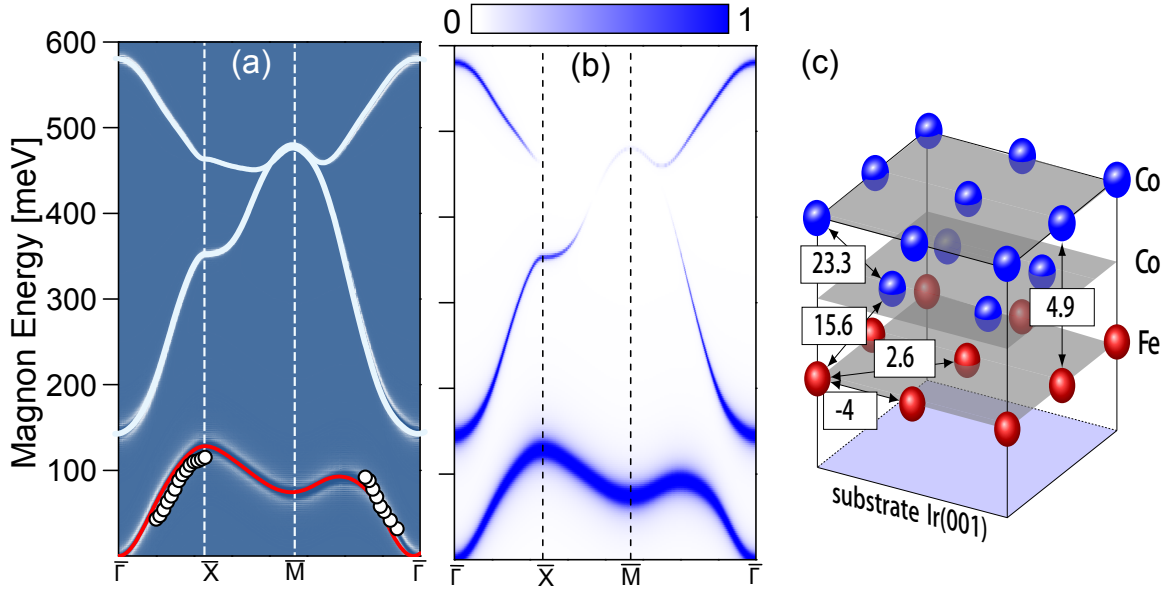 0 1
600
500
400
300
200
100
Magnon Energy [meV]
(a)
Γ̅ X̅ M̅ Γ̅
(b)
Γ̅ X̅ M̅ Γ̅
(c)
Co
Co
Fe
23.3
4.9
15.6
2.6
-4
substrate Ir(001)